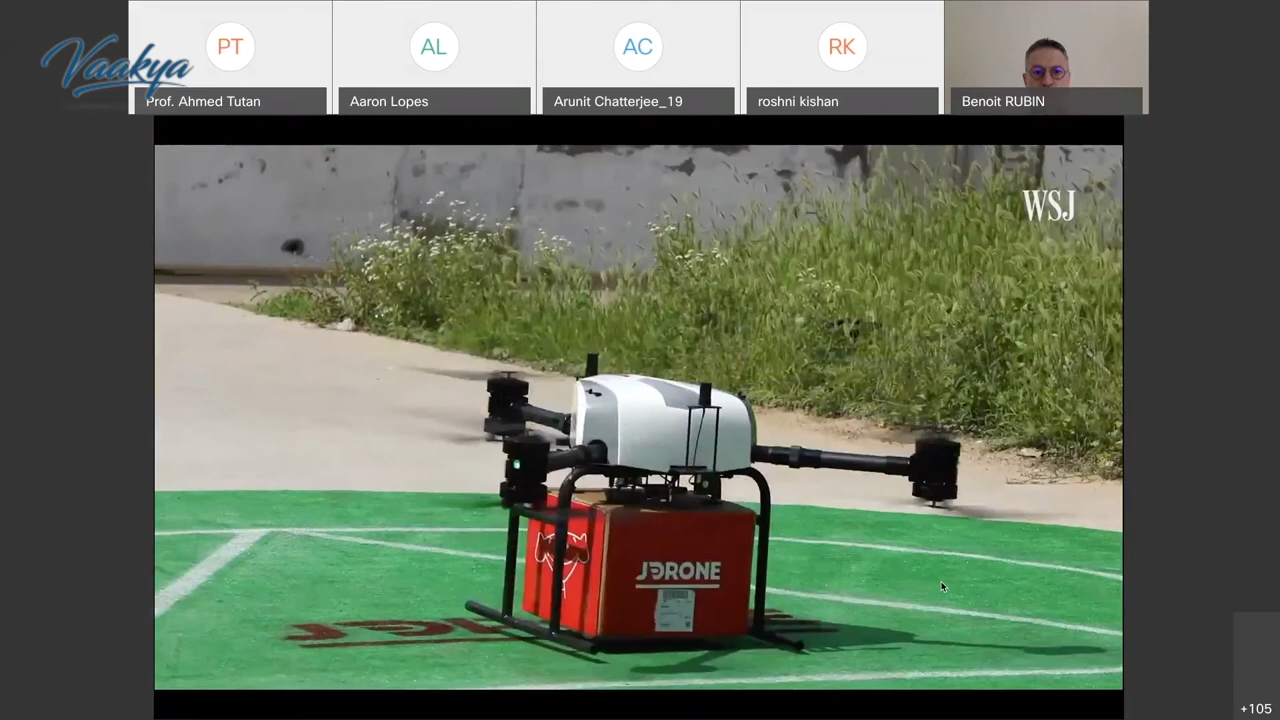 Vaakya
PT
AL
AC
RK
Prof. Ahmed Tutan
Aaron Lopes
Arunit Chatterjee_19
roshni kishan
Benoit RUBIN
WSJ
JDRONE
+105